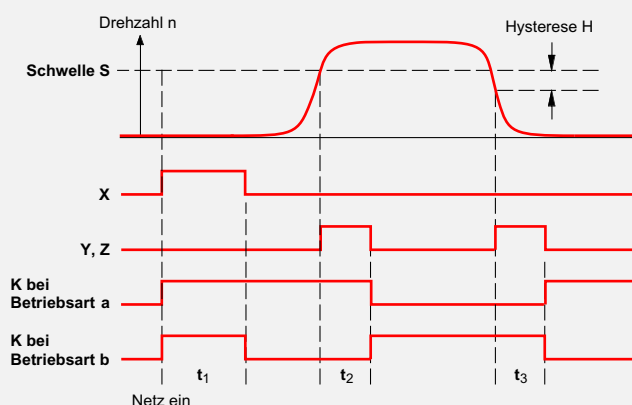 Drehzahl n
Hysterese H
Schwelle S
X
Y, Z
K bei
Betriebsart a
K bei
Betriebsart b
t1
t2
t3
Netz ein